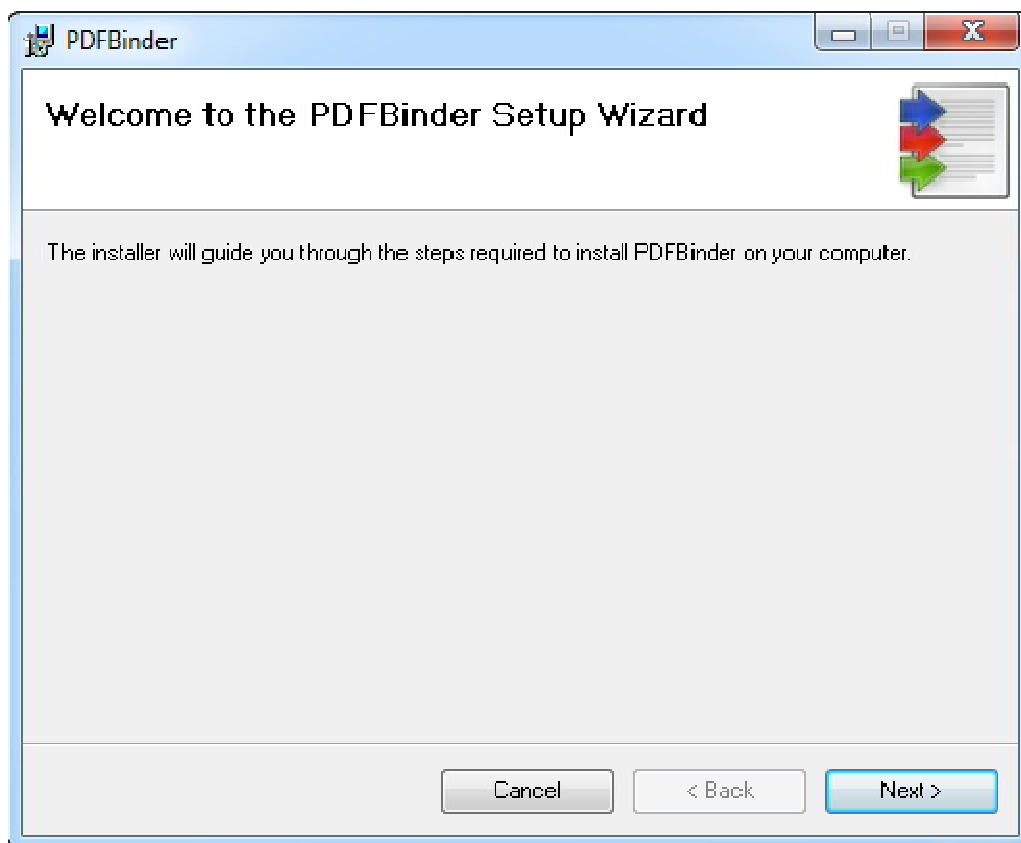 PDFBinder
Welcome to the PDFBinder Setup Wizard
The installer will guide you through the steps required to install PDFBinder on your computer.
Cancel
< Back
Next >